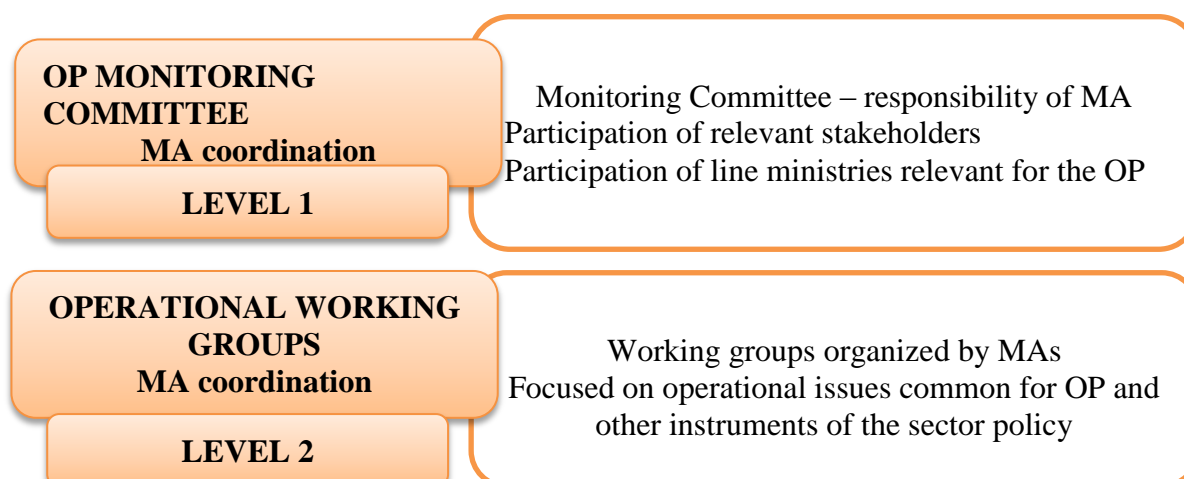 OP MONITORING
COMMITTEE
MA coordination
LEVEL 1
Monitoring Committee – responsibility of MA
Participation of relevant stakeholders
Participation of line ministries relevant for the OP
OPERATIONAL WORKING
GROUPS
MA coordination
LEVEL 2
Working groups organized by MAs
Focused on operational issues common for OP and
other instruments of the sector policy